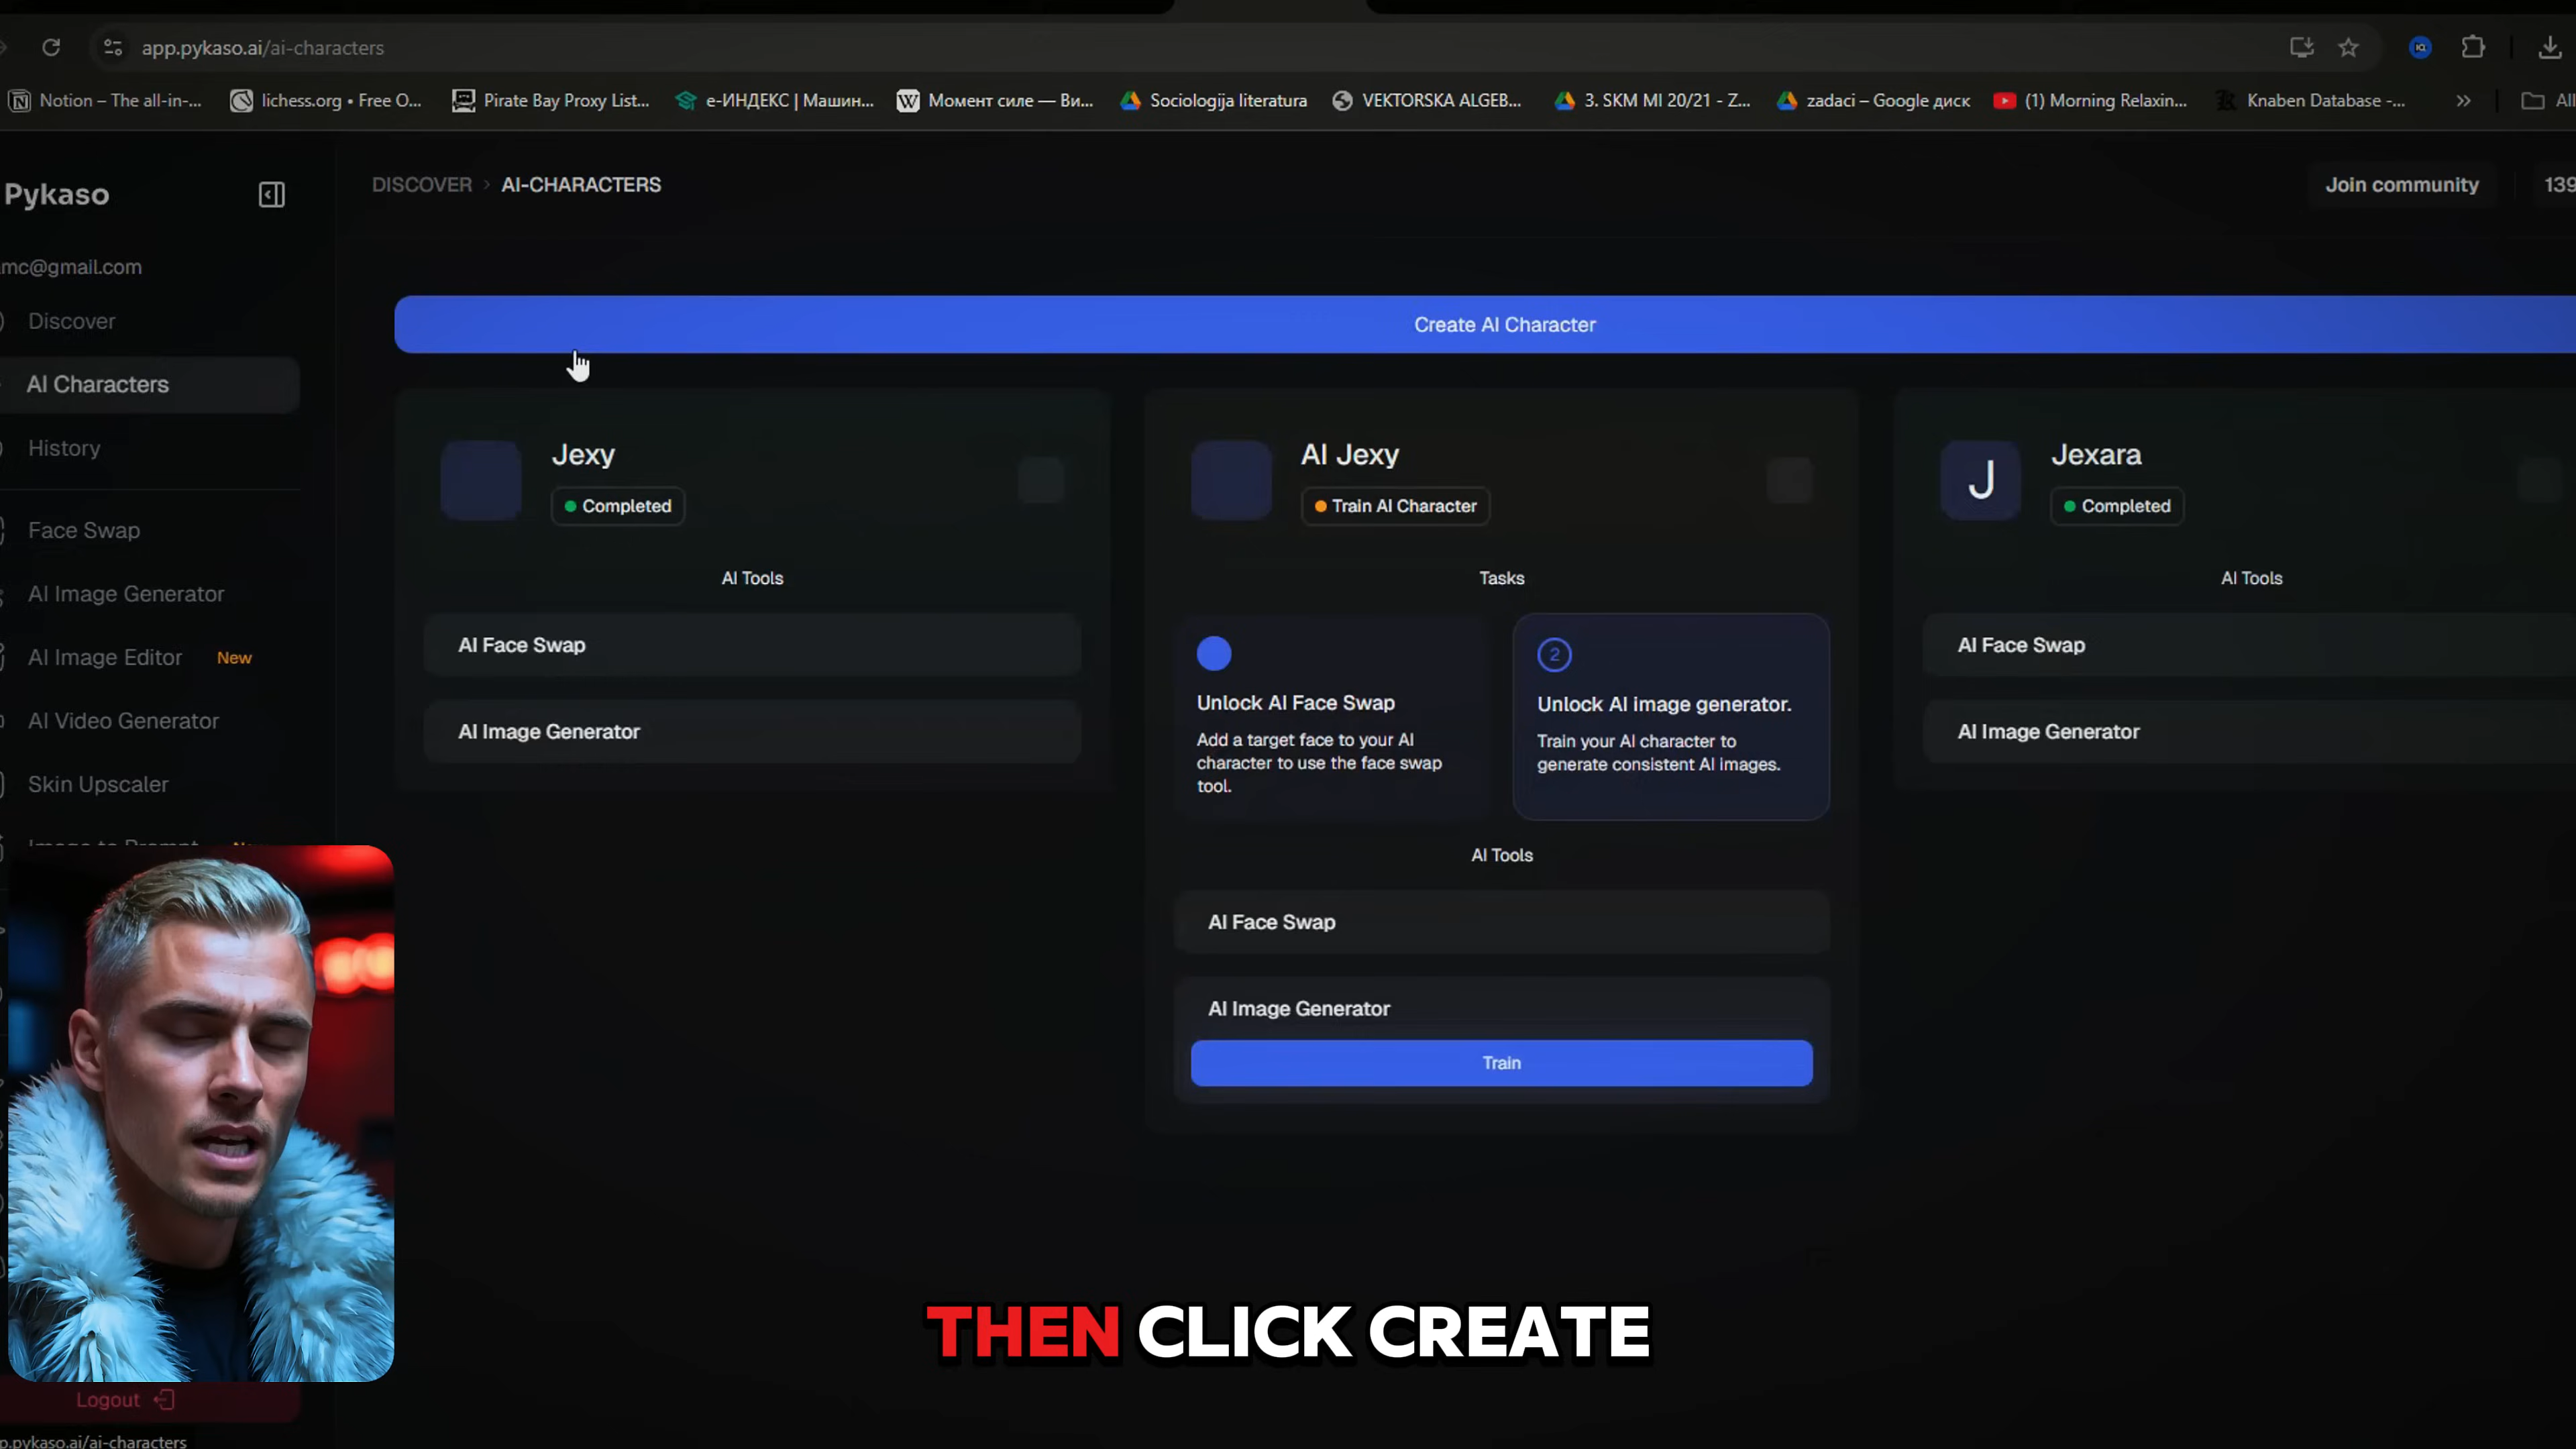 app.pykaso.ai/ai-characters
Notion – The all-in-...
lichess.org • Free O...
Pirate Bay Proxy List...
е-ИНДЕКС | Машин...
Момент силе — Ви...
Sociologija literatura
VEKTORSKA ALGEB...
3. SKM MI 20/21 - Z...
zadaci – Google диск
(1) Morning Relaxin...
Knaben Database -...
All
Pykaso
DISCOVER › AI-CHARACTERS
Join community
139
mc@gmail.com
Discover
AI Characters
History
Face Swap
AI Image Generator
AI Image Editor New
AI Video Generator
Skin Upscaler
Image to Prompt
Logout
Create AI Character
Jexy
Completed
AI Tools
AI Face Swap
AI Image Generator
AI Jexy
Train AI Character
Tasks
Unlock AI Face Swap
Add a target face to your AI
character to use the face swap
tool.
2
Unlock AI image generator.
Train your AI character to
generate consistent AI images.
AI Tools
AI Face Swap
AI Image Generator
Train
J
Jexara
Completed
AI Tools
AI Face Swap
AI Image Generator
THEN CLICK CREATE
p.pykaso.ai/ai-characters